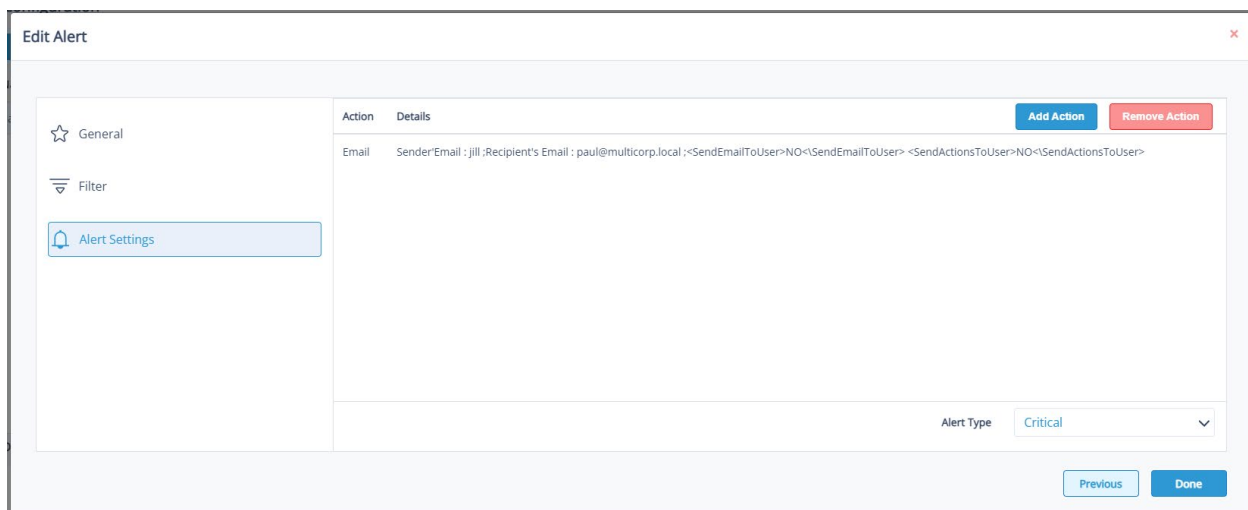 Edit Alert
×
General
Filter
Alert Settings
Action Details Add Action Remove Action
Email Sender'Email : jill ;Recipient's Email : paul@multicorp.local ;<SendEmailToUser>NO<\SendEmailToUser> <SendActionsToUser>NO<\SendActionsToUser>
Alert Type Critical
Previous Done